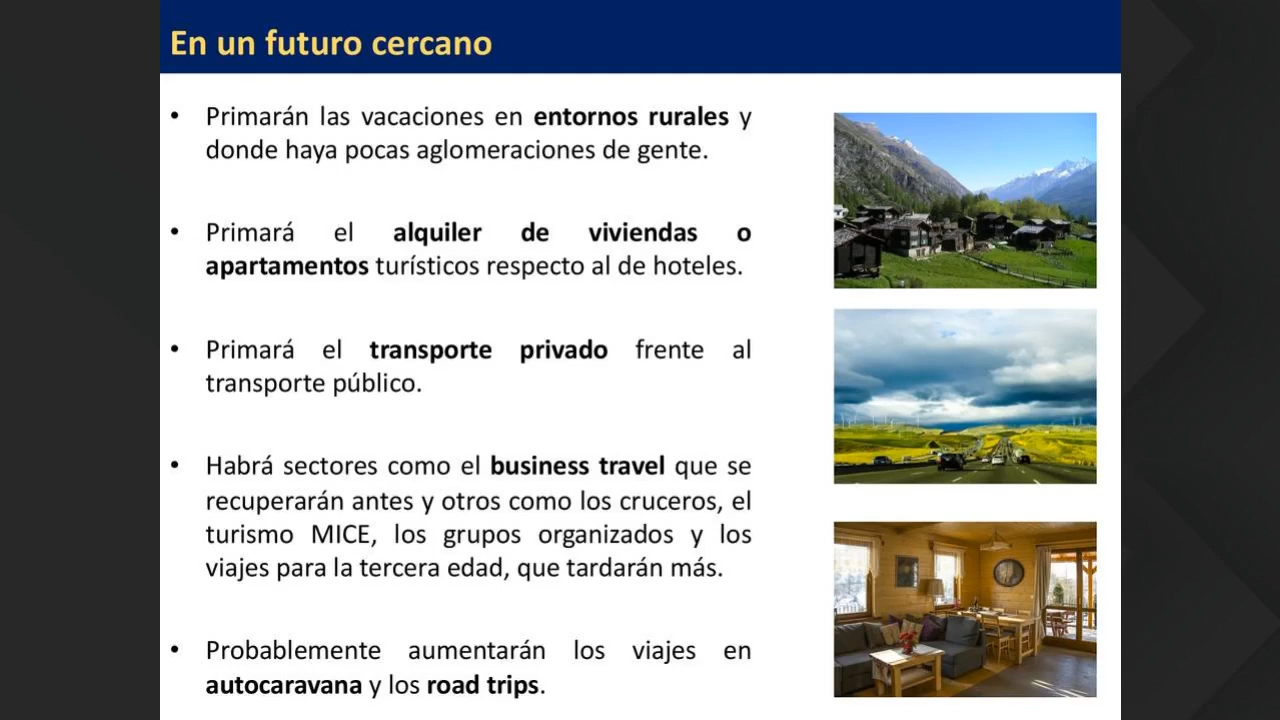 En un futuro cercano
• Primarán las vacaciones en entornos rurales y
donde haya pocas aglomeraciones de gente.
• Primará el alquiler de viviendas o
apartamentos turísticos respecto al de hoteles.
• Primará el transporte privado frente al
transporte público.
• Habrá sectores como el business travel que se
recuperarán antes y otros como los cruceros, el
turismo MICE, los grupos organizados y los
viajes para la tercera edad, que tardarán más.
• Probablemente aumentarán los viajes en
autocaravana y los road trips.